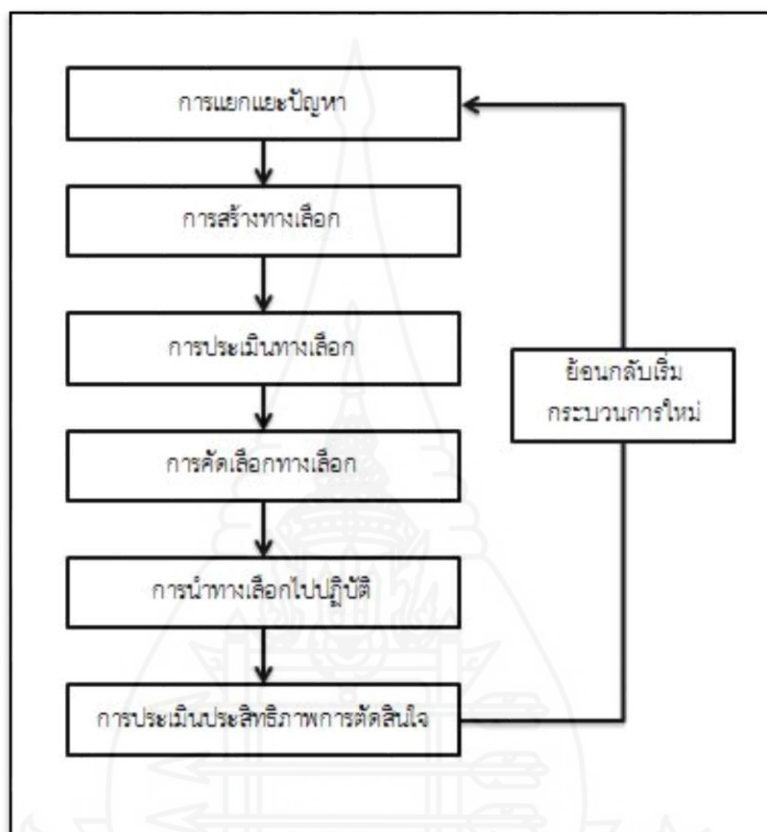 การแยกแยะปัญหา
การสร้างทางเลือก
การประเมินทางเลือก
การคัดเลือกทางเลือก
การนำทางเลือกไปปฏิบัติ
การประเมินประสิทธิภาพการตัดสินใจ
ย้อนกลับเริ่ม
กระบวนการใหม่